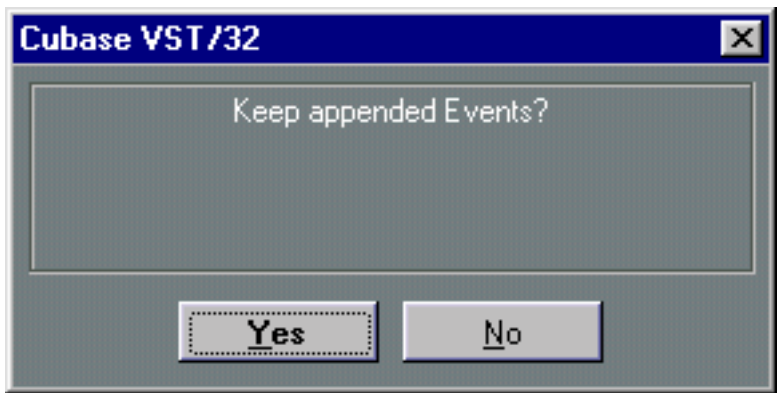 Cubase VST/32
Keep appended Events?
Yes
No